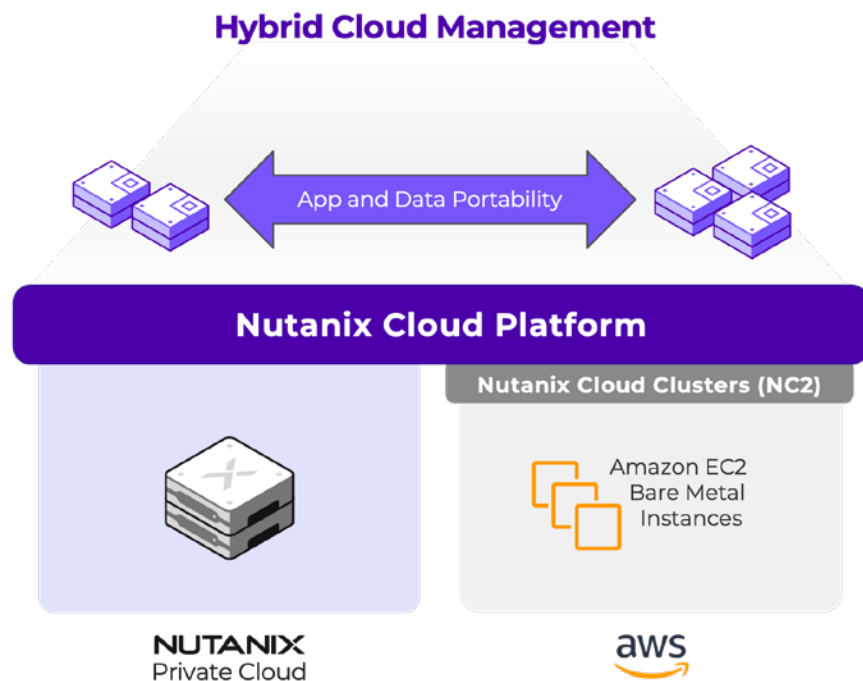 Hybrid Cloud Management
App and Data Portability
Nutanix Cloud Platform
Nutanix Cloud Clusters (NC2)
Amazon EC2
Bare Metal
Instances
NUTANIX
Private Cloud
aws